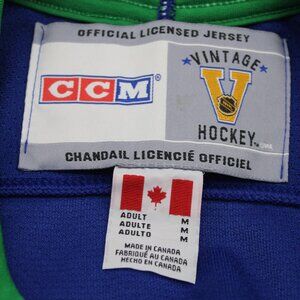 OFFICIAL LICENSED JERSEY
CCM
VINTAGE
V
HOCKEY
CHANDAIL LICENCIÉ OFFICIEL
ADULT M
ADULTE M
ADULTO M
MADE IN CANADA
FABRIQUÉ AU CANADA
HECHO EN CANADA